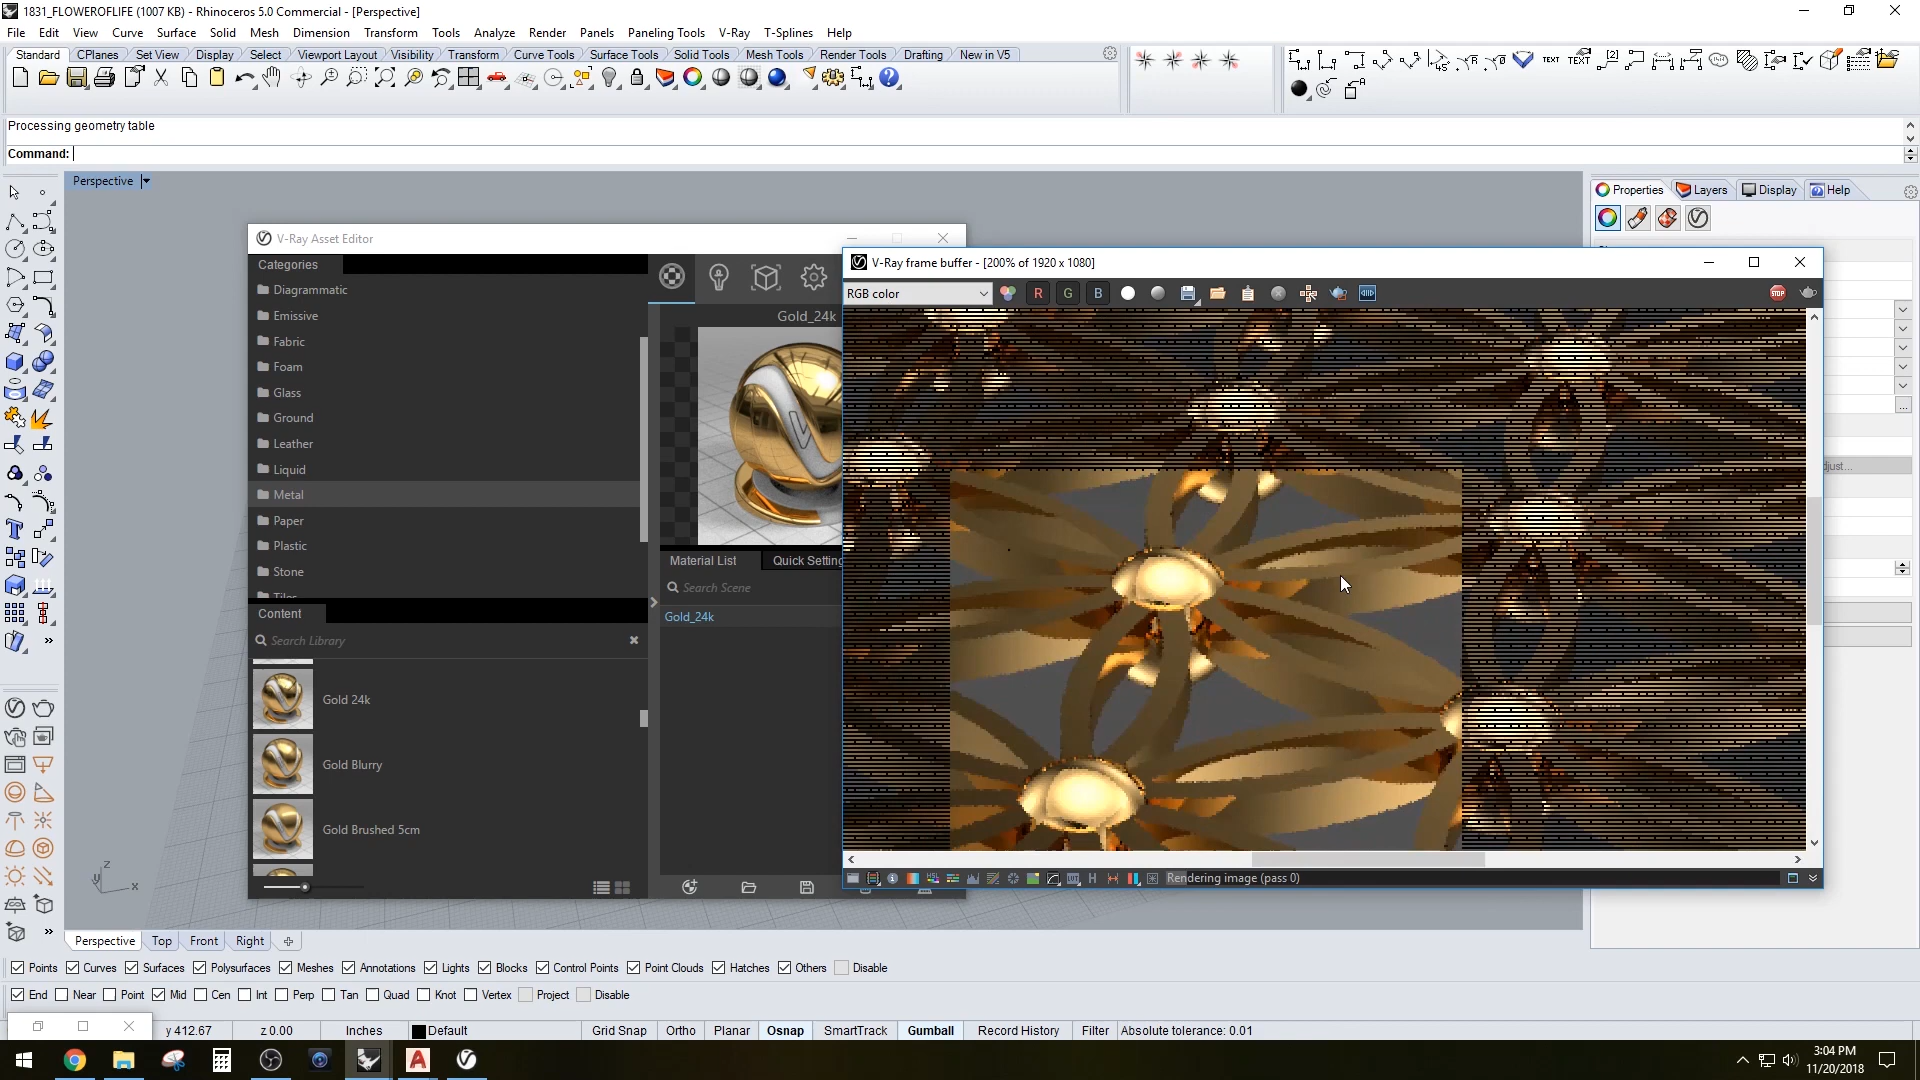 1831_FLOWEROFLIFE (1007 KB) - Rhinoceros 5.0 Commercial - [Perspective]
File Edit View Curve Surface Solid Mesh Dimension Transform Tools Analyze Render Panels Paneling Tools V-Ray T-Splines Help
Standard CPlanes Set View Display Select Viewport Layout Visibility Transform Curve Tools Surface Tools Solid Tools Mesh Tools Render Tools Drafting New in V5
Processing geometry table
Command:
Perspective
Properties Layers Display Help
V-Ray Asset Editor
Categories
Diagrammatic
Emissive
Fabric
Foam
Glass
Ground
Leather
Liquid
Metal
Paper
Plastic
Stone
Tiles
Content
Search Library
Gold 24k
Gold Blurry
Gold Brushed 5cm
Gold_24k
Material List Quick Setting
Search Scene
Gold_24k
V-Ray frame buffer - [200% of 1920 x 1080]
RGB color
R G B
STOP
Rendering image (pass 0)
Perspective Top Front Right
Points Curves Surfaces Polysurfaces Meshes Annotations Lights Blocks Control Points Point Clouds Hatches Others Disable
End Near Point Mid Cen Int Perp Tan Quad Knot Vertex Project Disable
y 412.67 z 0.00 Inches Default Grid Snap Ortho Planar Osnap SmartTrack Gumball Record History Filter Absolute tolerance: 0.01
3:04 PM
11/20/2018